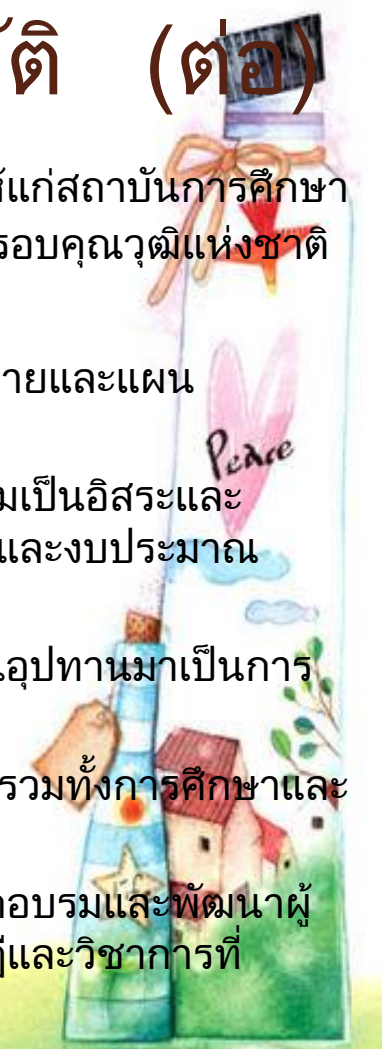 ติ (ต่อ)
แก่สถาบันการศึกษา
รอบคุณวุฒิแห่งชาติ
ายและแผน
Peace
มเป็นอิสระและ
และงบประมาณ
อุปทานมาเป็นการ
รวมทั้งการศึกษาและ
อบรมและพัฒนาผู้
และวิชาการที่